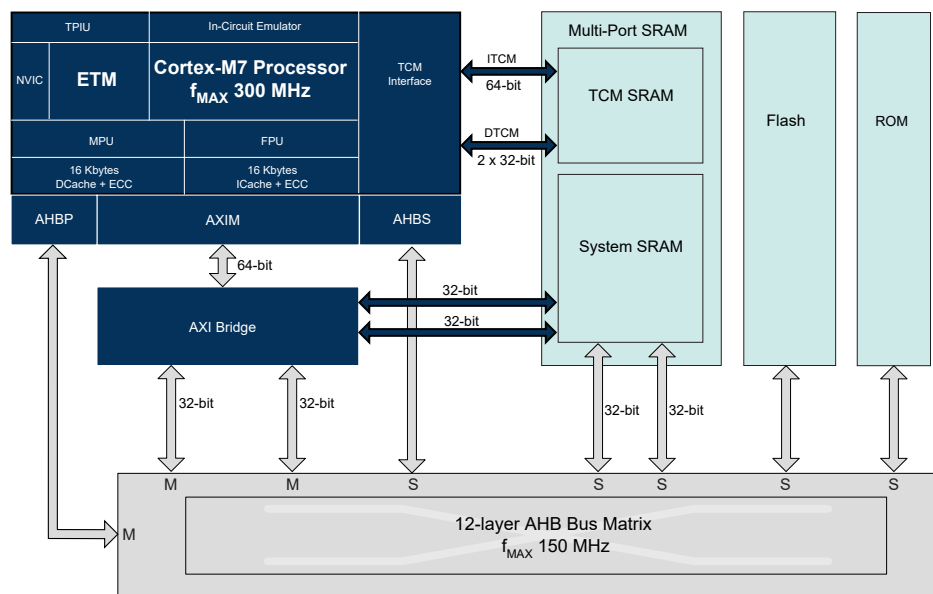 TPIU
In-Circuit Emulator
Multi-Port SRAM
NVIC
ETM
Cortex-M7 Processor
fMAX 300 MHz
TCM
Interface
ITCM
64-bit
TCM SRAM
Flash
ROM
MPU
FPU
DTCM
2 x 32-bit
16 Kbytes
DCache + ECC
16 Kbytes
ICache + ECC
AHBP
AXIM
AHBS
System SRAM
64-bit
32-bit
32-bit
AXI Bridge
32-bit
32-bit
32-bit
32-bit
M
M
S
S
S
S
S
M
12-layer AHB Bus Matrix
fMAX 150 MHz